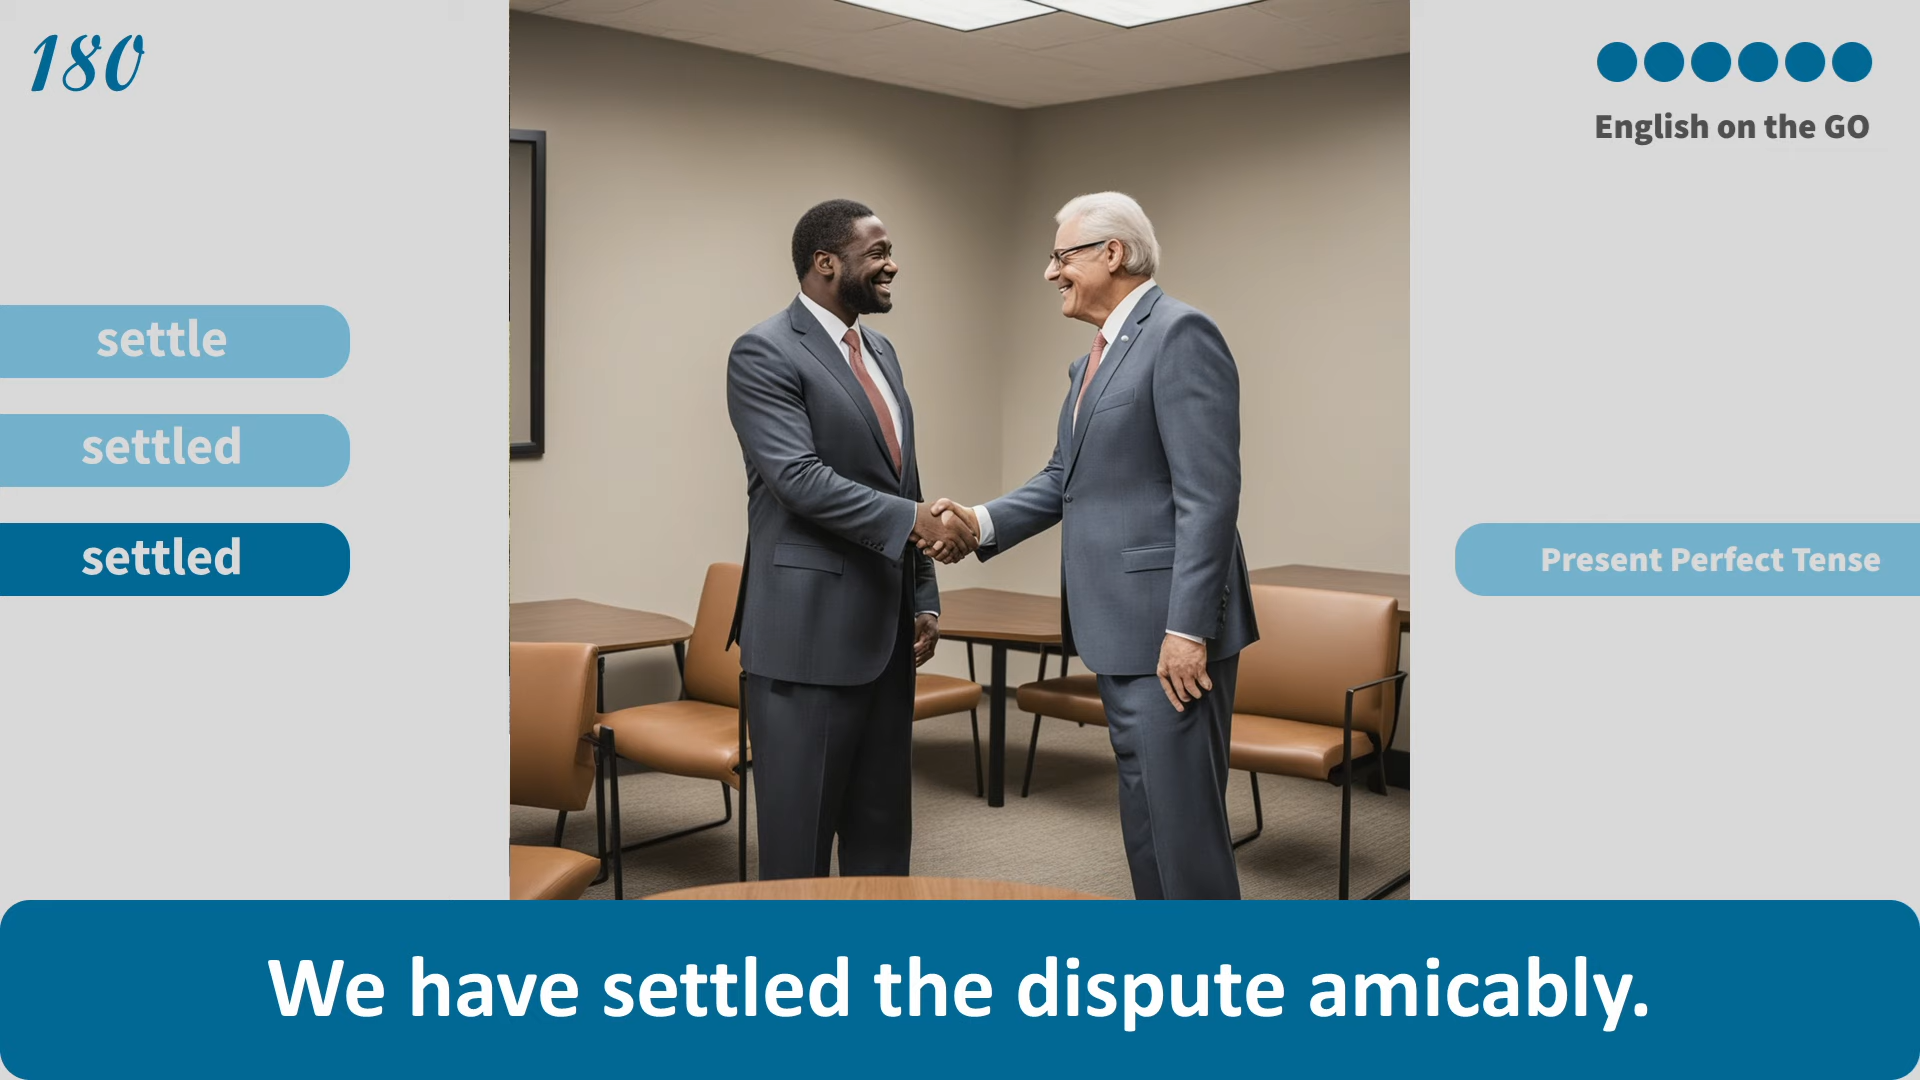 180
English on the GO
settle
settled
settled
Present Perfect Tense
We have settled the dispute amicably.